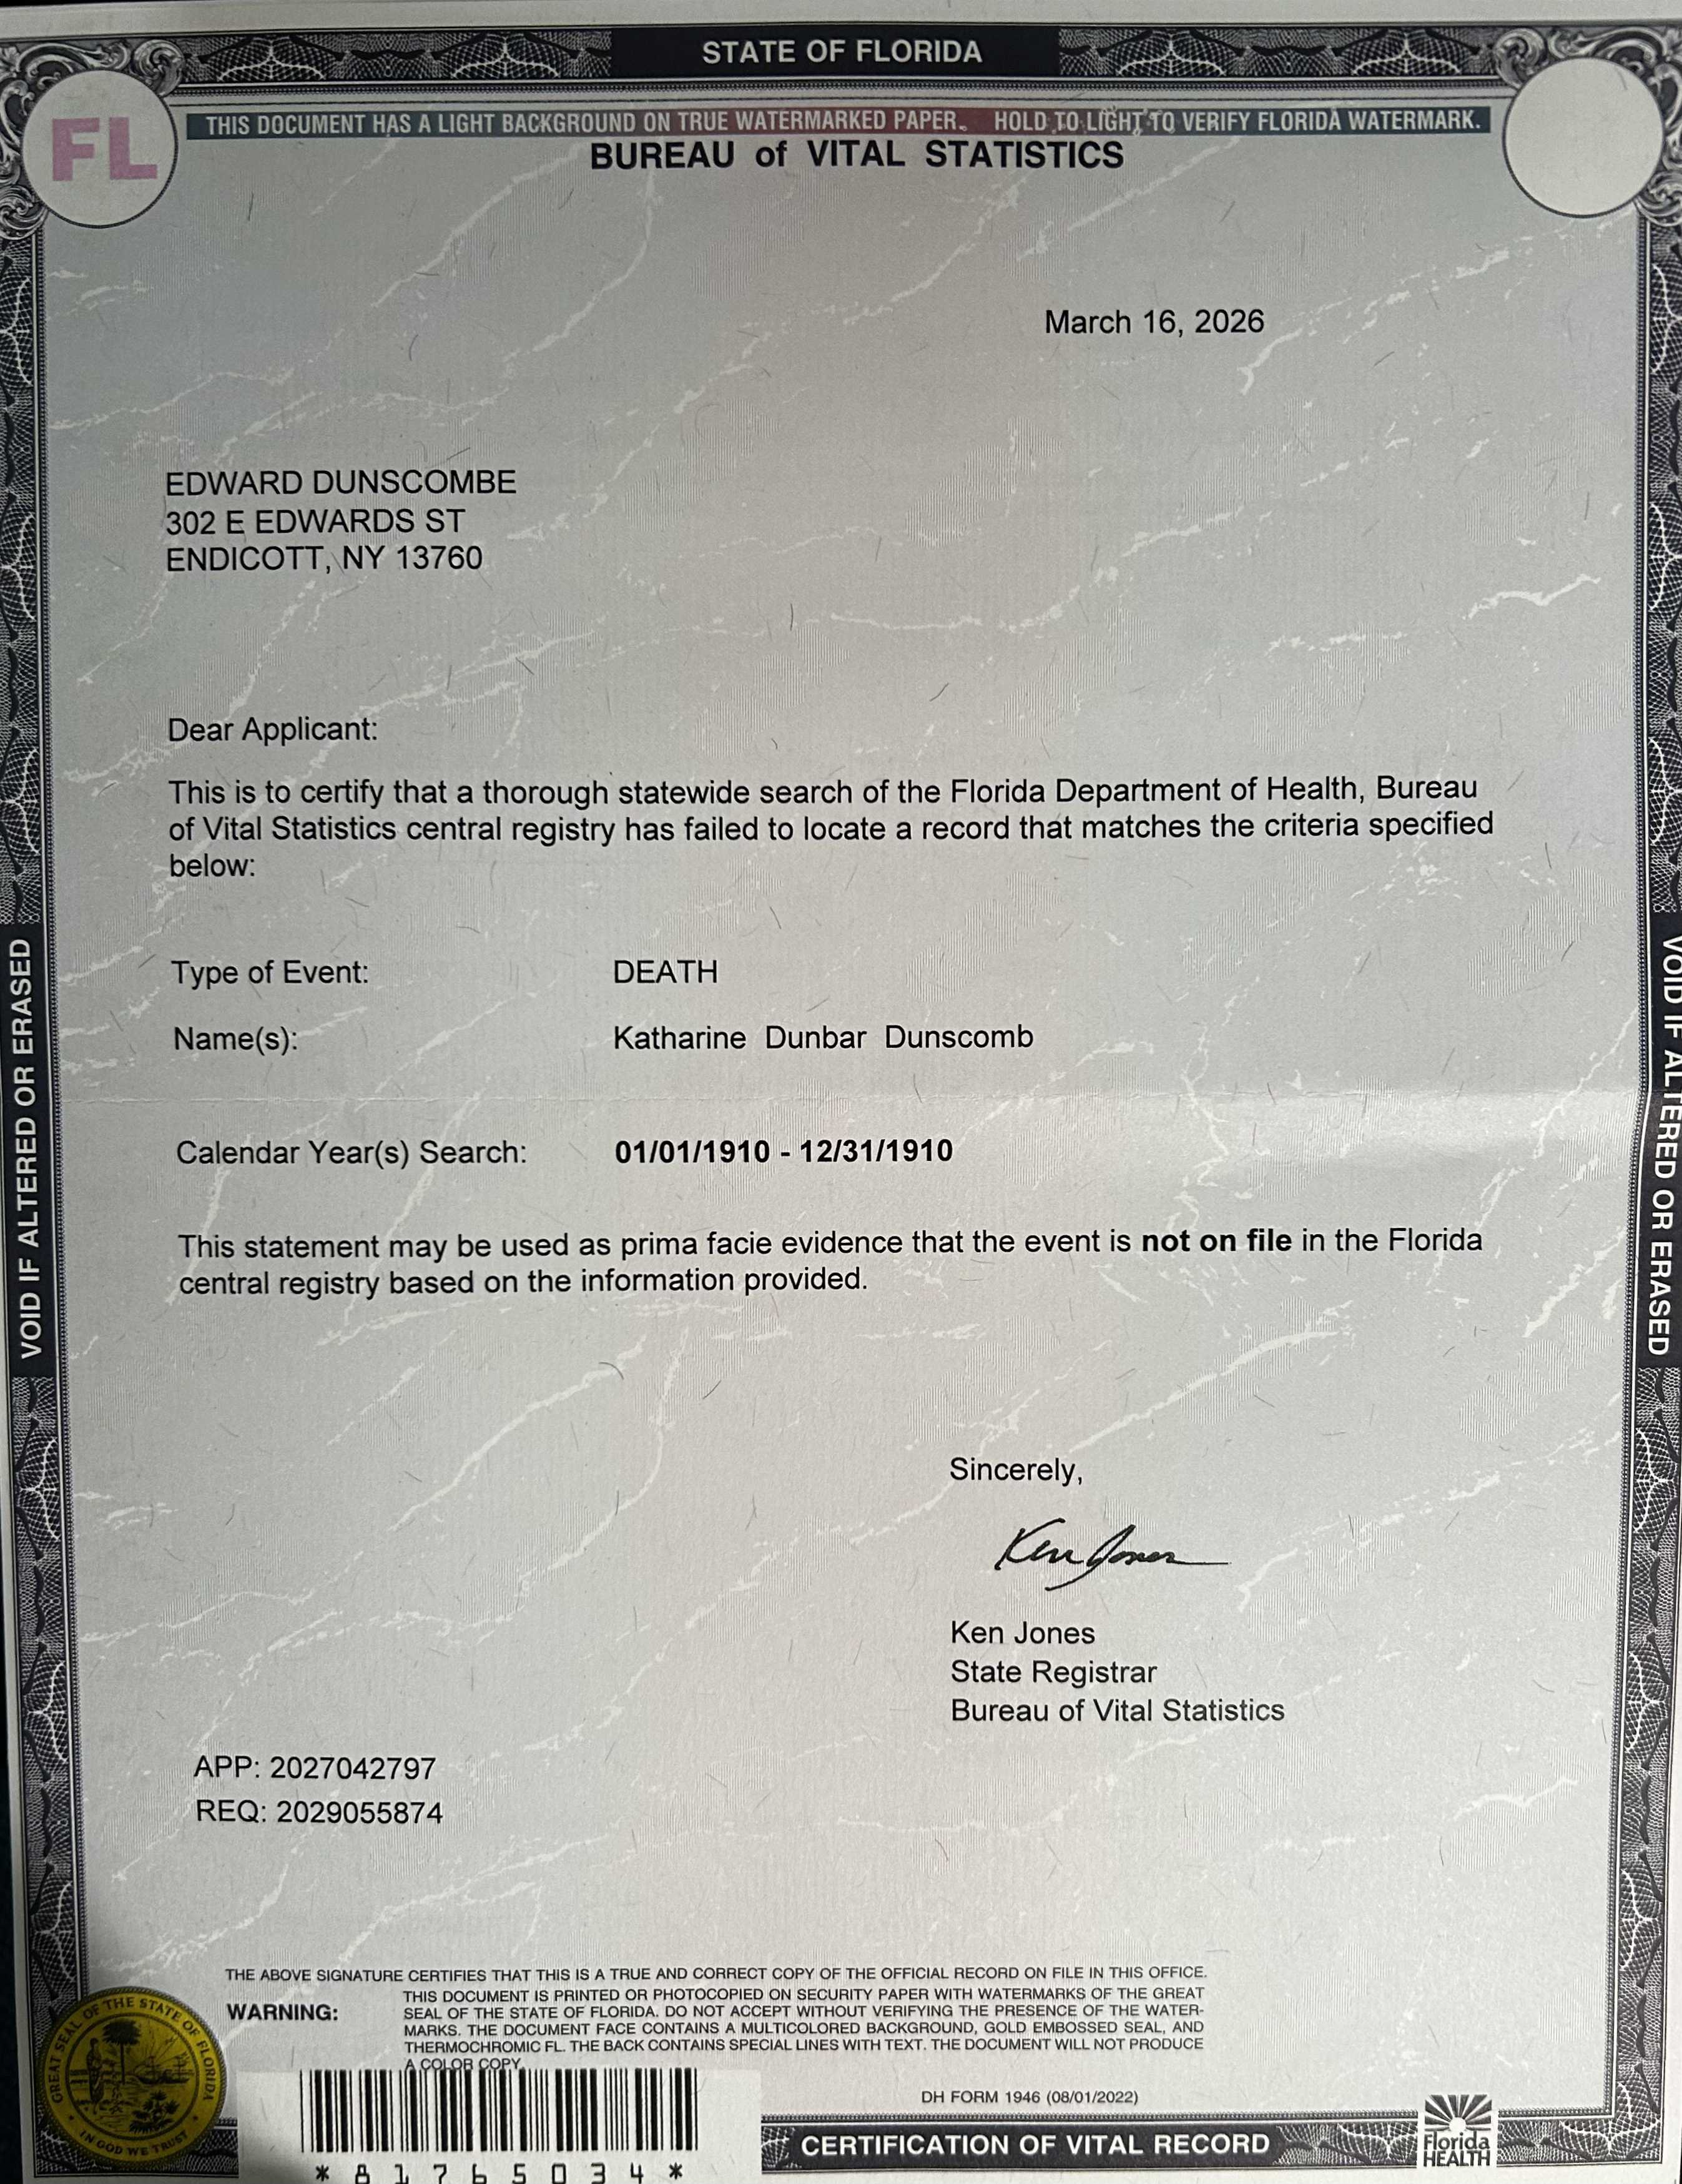 STATE OF FLORIDA
FL
THIS DOCUMENT HAS A LIGHT BACKGROUND ON TRUE WATERMARKED PAPER. HOLD TO LIGHT TO VERIFY FLORIDA WATERMARK.
BUREAU of VITAL STATISTICS
March 16, 2026
EDWARD DUNSCOMBE
302 E EDWARDS ST
ENDICOTT, NY 13760
Dear Applicant:
This is to certify that a thorough statewide search of the Florida Department of Health, Bureau
of Vital Statistics central registry has failed to locate a record that matches the criteria specified
below:
Type of Event: DEATH
Name(s): Katharine Dunbar Dunscomb
Calendar Year(s) Search: 01/01/1910 - 12/31/1910
This statement may be used as prima facie evidence that the event is not on file in the Florida
central registry based on the information provided.
Sincerely,
Ken Jones
Ken Jones
State Registrar
Bureau of Vital Statistics
APP: 2027042797
REQ: 2029055874
VOID IF ALTERED OR ERASED
VOID IF ALTERED OR ERASED
THE ABOVE SIGNATURE CERTIFIES THAT THIS IS A TRUE AND CORRECT COPY OF THE OFFICIAL RECORD ON FILE IN THIS OFFICE.
WARNING:
THIS DOCUMENT IS PRINTED OR PHOTOCOPIED ON SECURITY PAPER WITH WATERMARKS OF THE GREAT
SEAL OF THE STATE OF FLORIDA. DO NOT ACCEPT WITHOUT VERIFYING THE PRESENCE OF THE WATER-
MARKS. THE DOCUMENT FACE CONTAINS A MULTICOLORED BACKGROUND, GOLD EMBOSSED SEAL, AND
THERMOCHROMIC FL. THE BACK CONTAINS SPECIAL LINES WITH TEXT. THE DOCUMENT WILL NOT PRODUCE
A COLOR COPY.
GREAT SEAL OF THE STATE OF FLORIDA
IN GOD WE TRUST
DH FORM 1946 (08/01/2022)
CERTIFICATION OF VITAL RECORD
Florida
HEALTH
* 8 1 7 6 5 0 3 4 *